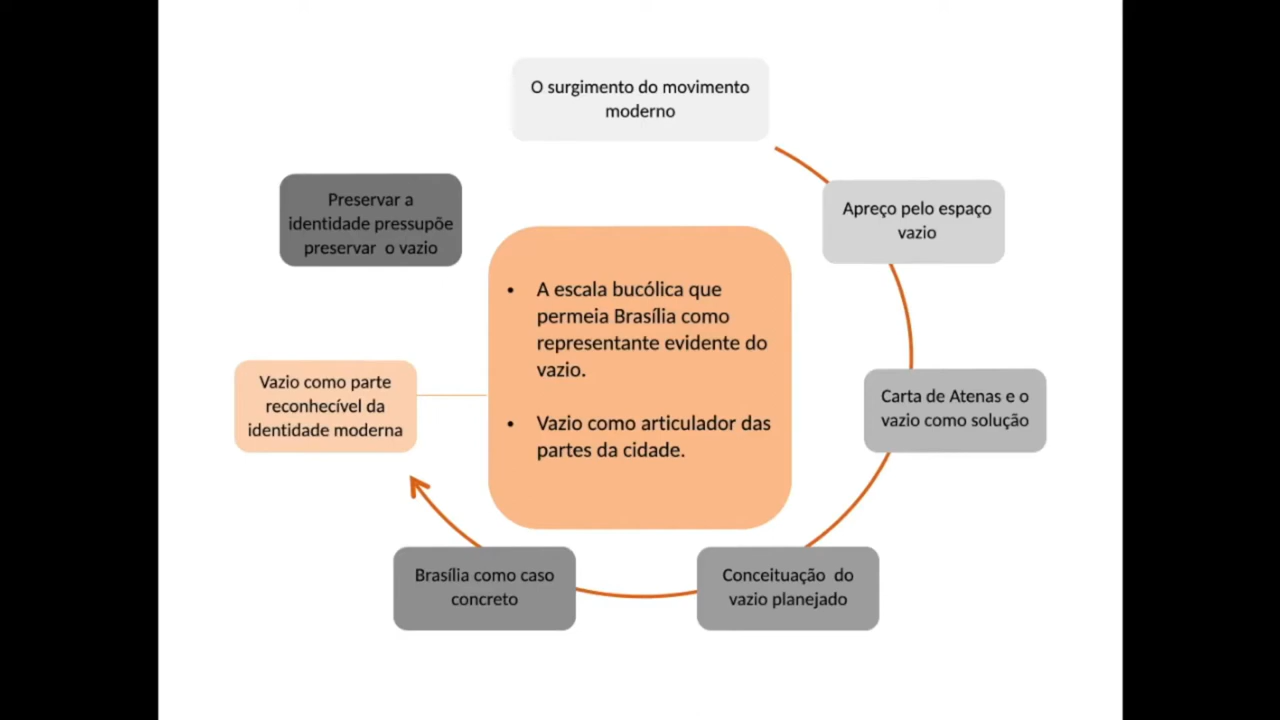 O surgimento do movimento
moderno
Apreço pelo espaço
vazio
Carta de Atenas e o
vazio como solução
Conceituação do
vazio planejado
Brasília como caso
concreto
Vazio como parte
reconhecível da
identidade moderna
Preservar a
identidade pressupõe
preservar o vazio
• A escala bucólica que
permeia Brasília como
representante evidente do
vazio.
• Vazio como articulador das
partes da cidade.